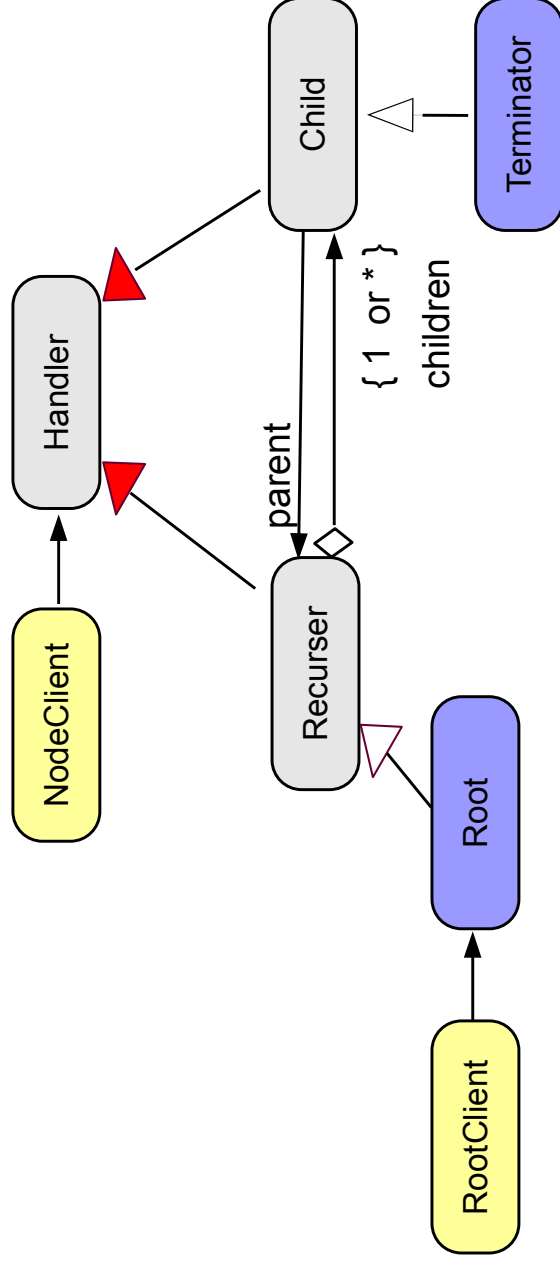 NodeClient
Handler
parent
Recurser
Child
{ 1 or * }
children
RootClient
Root
Terminator